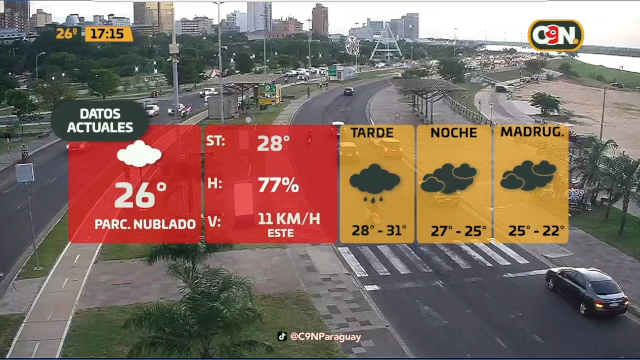 26° 17:15
C9N
DATOS
ACTUALES
26°
PARC. NUBLADO
ST: 28°
H: 77%
V: 11 KM/H
ESTE
TARDE
28° - 31°
NOCHE
27° - 25°
MADRUG.
25° - 22°
@C9NParaguay